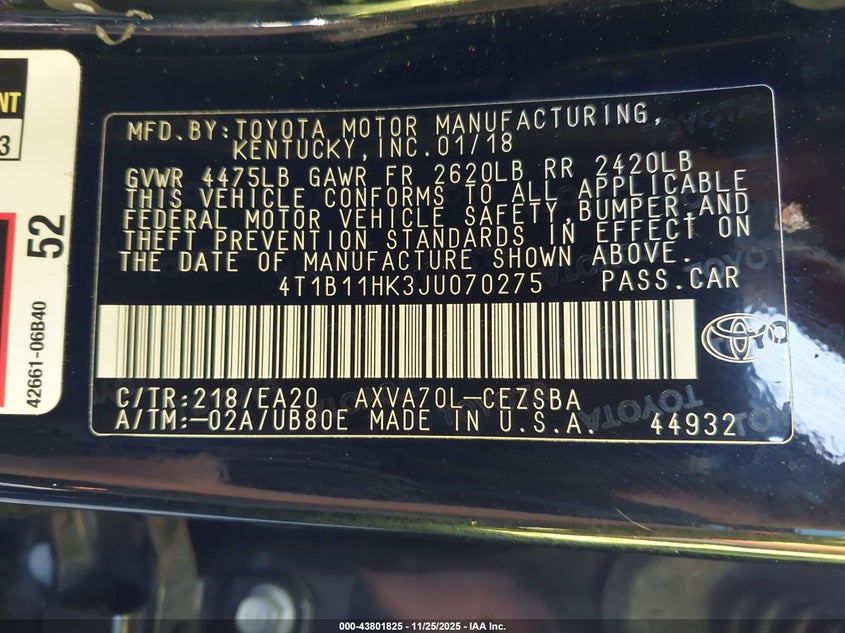 NT
3
52
42661-06B40
MFD.BY:TOYOTA MOTOR MANUFACTURING,
KENTUCKY,INC.01/18
GVWR 4475LB GAWR FR 2620LB RR 2420LB
THIS VEHICLE CONFORMS TO ALL APPLICABLE
FEDERAL MOTOR VEHICLE SAFETY,BUMPER,AND
THEFT PREVENTION STANDARDS IN EFFECT ON
THE DATE OF MANUFACTURE SHOWN ABOVE.
4T1B11HK3JU070275 PASS.CAR
C/TR:218/EA20 AXVA70L-CEZSBA
A/TM:-02A/UB80E MADE IN U.S.A. 44932
000-43801825 - 11/25/2025 - IAA Inc.